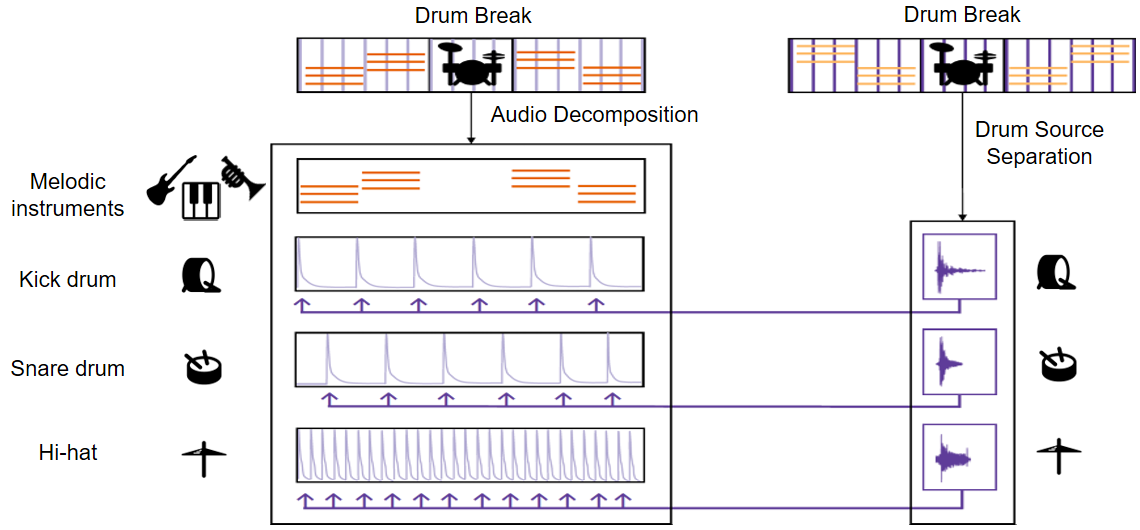 Drum Break
Drum Break
Audio Decomposition
Drum Source
Separation
Melodic
instruments
Kick drum
Snare drum
Hi-hat